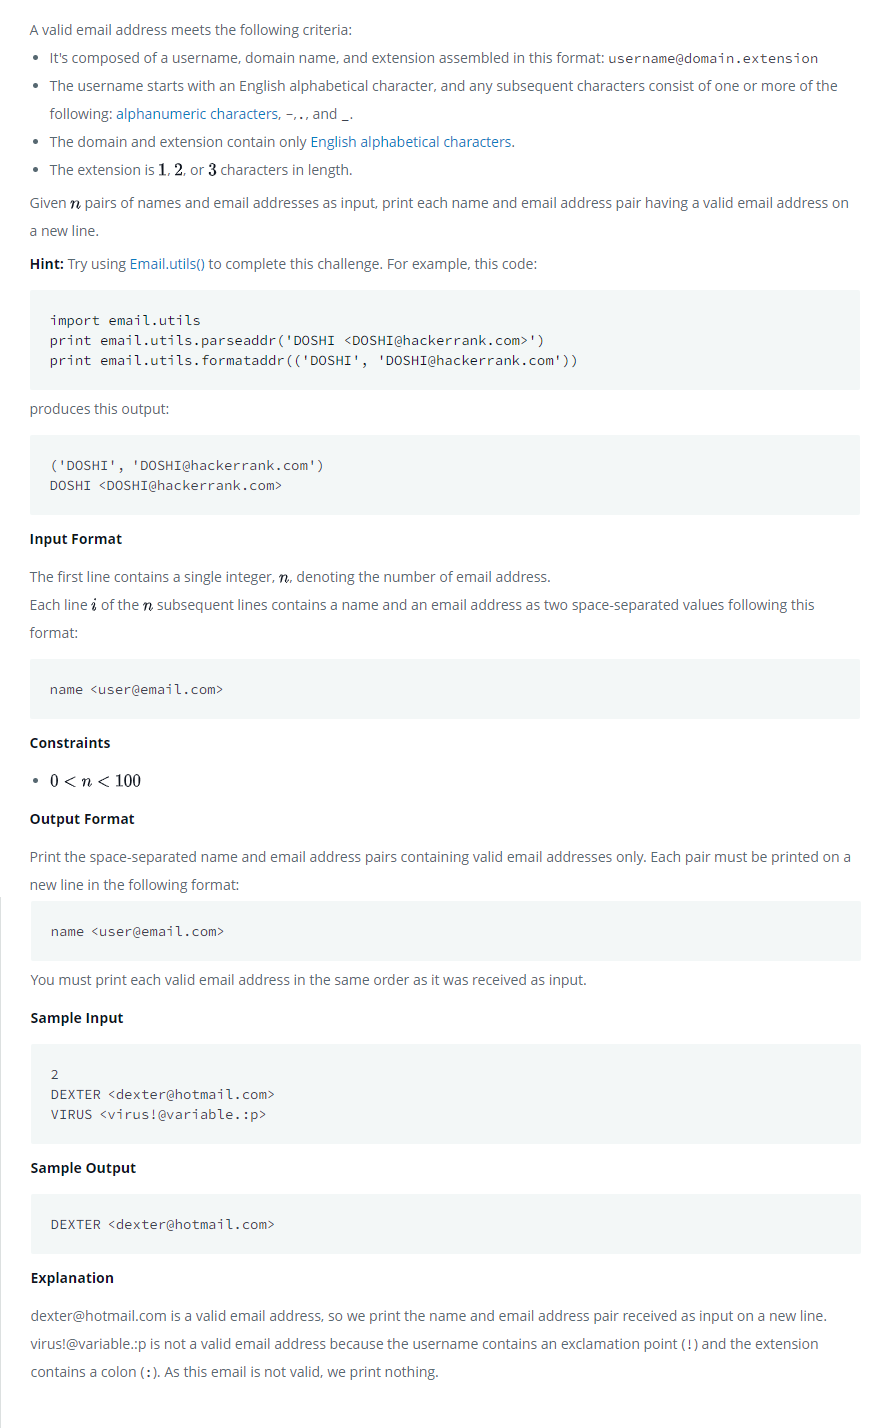 A valid email address meets the following criteria:
• It's composed of a username, domain name, and extension assembled in this format: username@domain.extension
• The username starts with an English alphabetical character, and any subsequent characters consist of one or more of the
following: alphanumeric characters, -,., and _.
• The domain and extension contain only English alphabetical characters.
• The extension is 1, 2, or 3 characters in length.
Given n pairs of names and email addresses as input, print each name and email address pair having a valid email address on
a new line.
Hint: Try using Email.utils() to complete this challenge. For example, this code:
import email.utils
print email.utils.parseaddr('DOSHI <DOSHI@hackerrank.com>')
print email.utils.formataddr(('DOSHI', 'DOSHI@hackerrank.com'))
produces this output:
('DOSHI', 'DOSHI@hackerrank.com')
DOSHI <DOSHI@hackerrank.com>
Input Format
The first line contains a single integer, n, denoting the number of email address.
Each line i of the n subsequent lines contains a name and an email address as two space-separated values following this
format:
name <user@email.com>
Constraints
• 0 < n < 100
Output Format
Print the space-separated name and email address pairs containing valid email addresses only. Each pair must be printed on a
new line in the following format:
name <user@email.com>
You must print each valid email address in the same order as it was received as input.
Sample Input
2
DEXTER <dexter@hotmail.com>
VIRUS <virus!@variable.:p>
Sample Output
DEXTER <dexter@hotmail.com>
Explanation
dexter@hotmail.com is a valid email address, so we print the name and email address pair received as input on a new line.
virus!@variable.:p is not a valid email address because the username contains an exclamation point (!) and the extension
contains a colon (:). As this email is not valid, we print nothing.